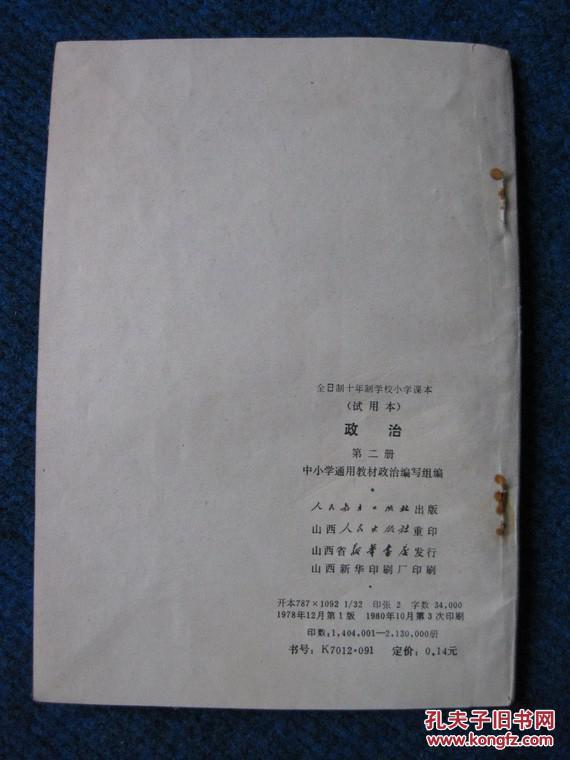 全日制十年制学校小学课本
（试用本）
政 治
第二册
中小学通用教材政治编写组编
人民教育出版社出版
山西人民出版社重印
山西省新华书店发行
山西新华印刷厂印刷
开本787×1092 1/32 印张 2 字数 34,000
1978年12月第1版 1980年10月第3次印刷
印数：1,404,001—2,130,000册
书号：K7012·091 定价：0.14元
孔夫子旧书网
www.kongfz.com